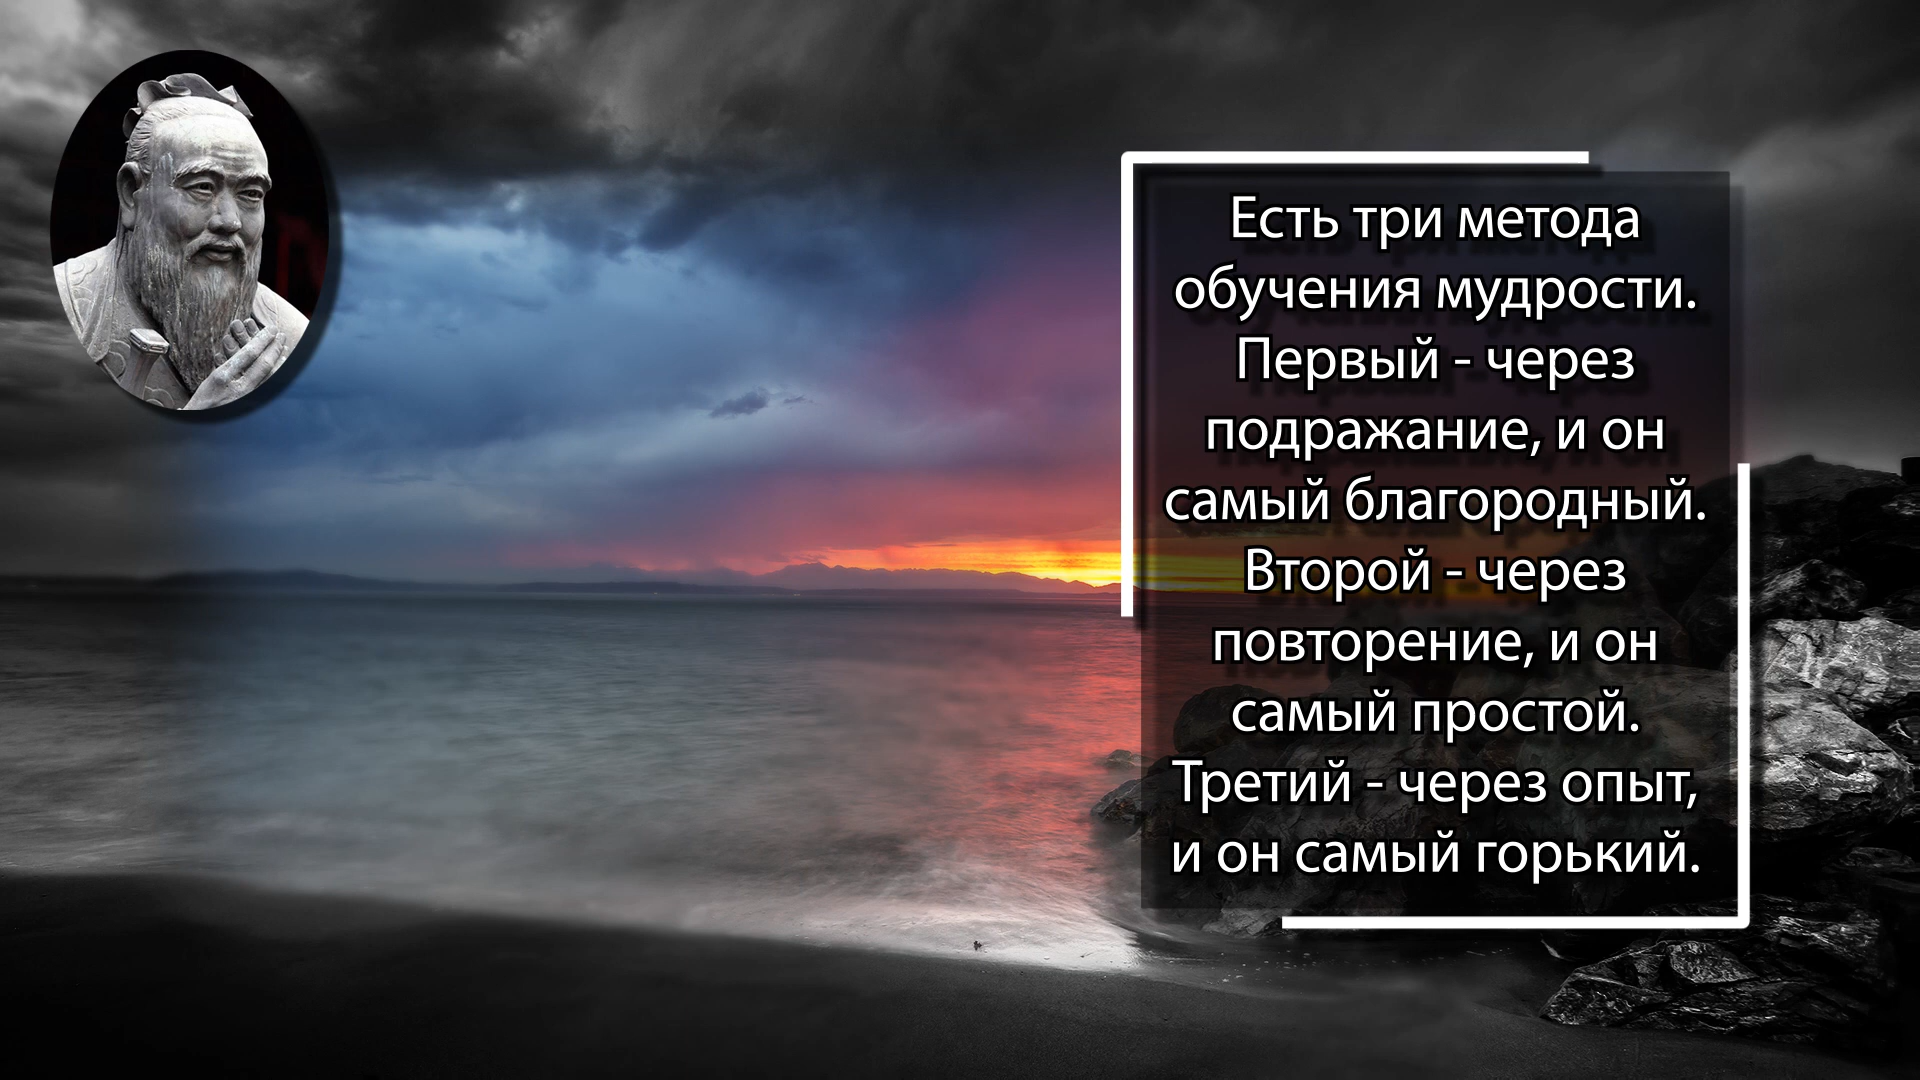 Есть три метода
обучения мудрости.
Первый - через
подражание, и он
самый благородный.
Второй - через
повторение, и он
самый простой.
Третий - через опыт,
и он самый горький.